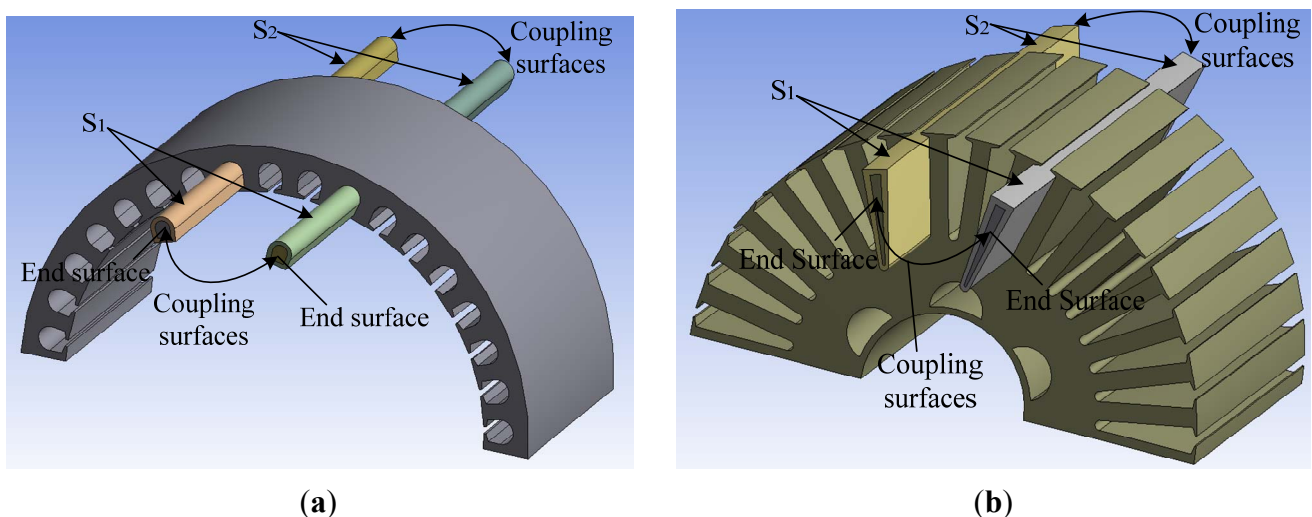 S2
Coupling
surfaces
S1
End surface
Coupling
surfaces
End surface
(a)
S2
Coupling
surfaces
S1
End Surface
End Surface
Coupling
surfaces
(b)